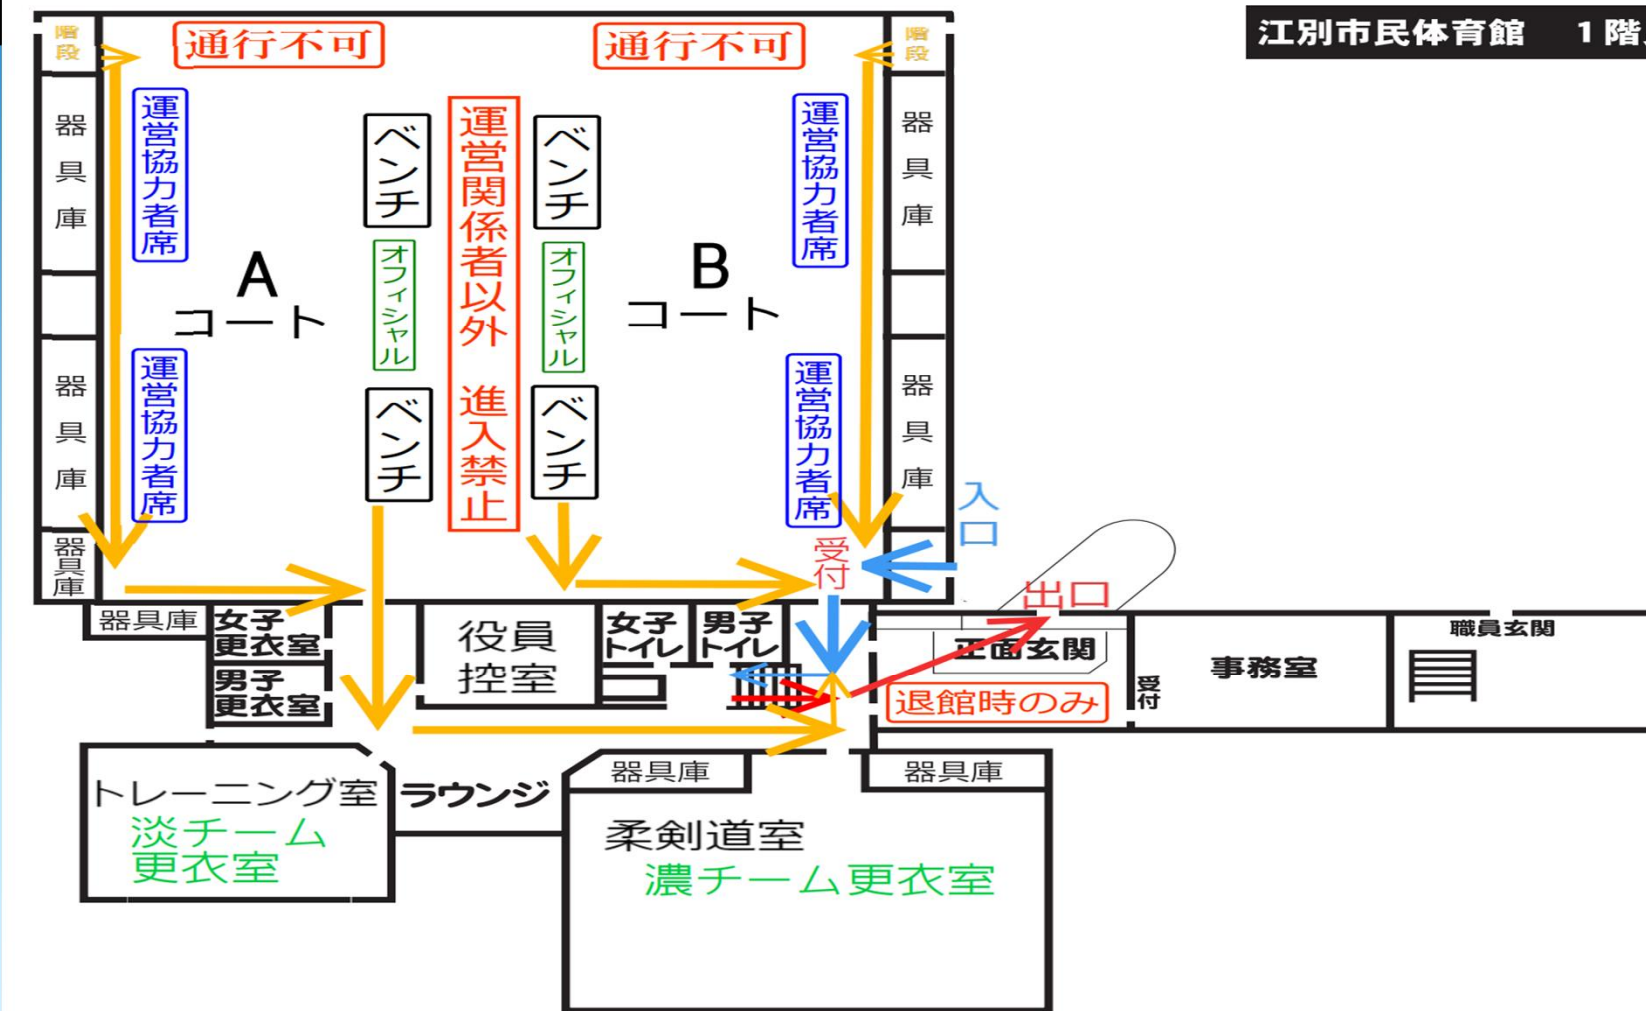 江別市民体育館 1階
階段
通行不可
通行不可
階段
器具庫
運営協力者席
ベンチ
運営関係者以外 進入禁止
ベンチ
運営協力者席
器具庫
Aコート
オフィシャル
オフィシャル
Bコート
器具庫
運営協力者席
ベンチ
ベンチ
運営協力者席
器具庫
入口
器具庫
受付
出口
器具庫
女子更衣室
男子更衣室
役員控室
女子トイレ
男子トイレ
正面玄関
退館時のみ
受付
事務室
職員玄関
トレーニング室
淡チーム
更衣室
ラウンジ
器具庫
器具庫
柔剣道室
濃チーム更衣室